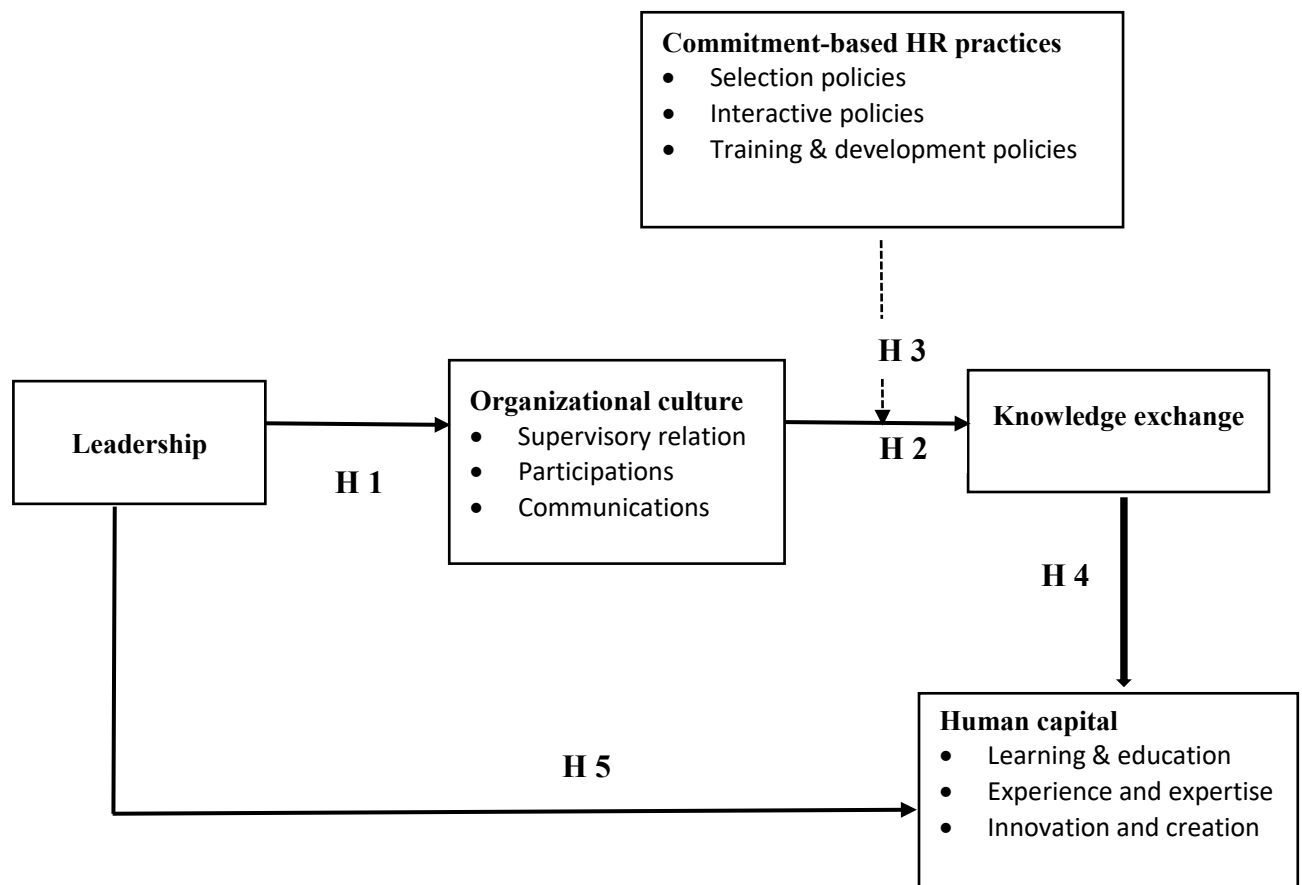 Commitment-based HR practices
• Selection policies
• Interactive policies
• Training & development policies
H 3
Leadership
H 1
Organizational culture
• Supervisory relation
• Participations
• Communications
H 2
Knowledge exchange
H 4
Human capital
• Learning & education
• Experience and expertise
• Innovation and creation
H 5